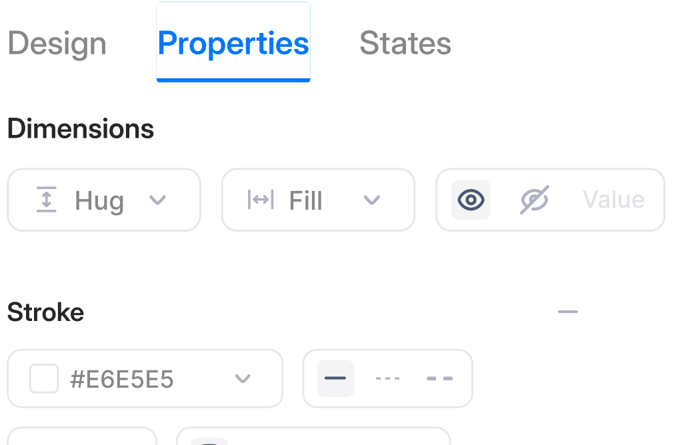 Design Properties States
Dimensions
Hug Fill Value
Stroke
#E6E5E5